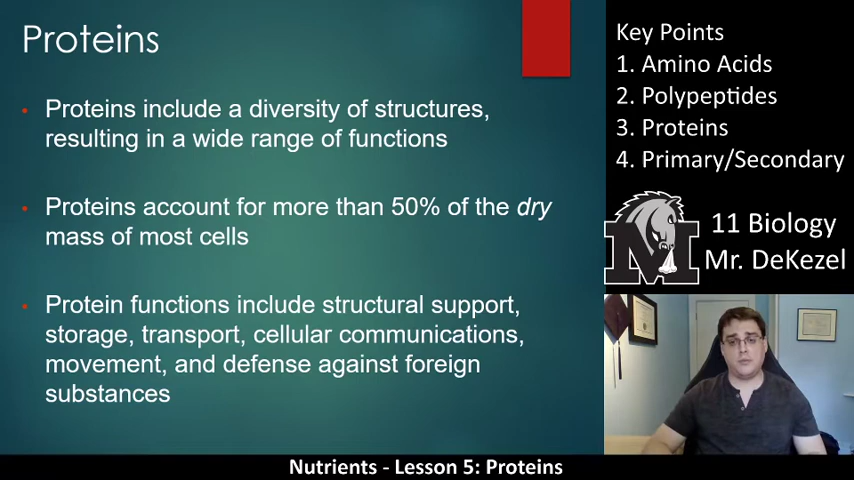 Proteins
• Proteins include a diversity of structures,
resulting in a wide range of functions
• Proteins account for more than 50% of the dry
mass of most cells
• Protein functions include structural support,
storage, transport, cellular communications,
movement, and defense against foreign
substances
Key Points
1. Amino Acids
2. Polypeptides
3. Proteins
4. Primary/Secondary
M
11 Biology
Mr. DeKezel
Nutrients - Lesson 5: Proteins